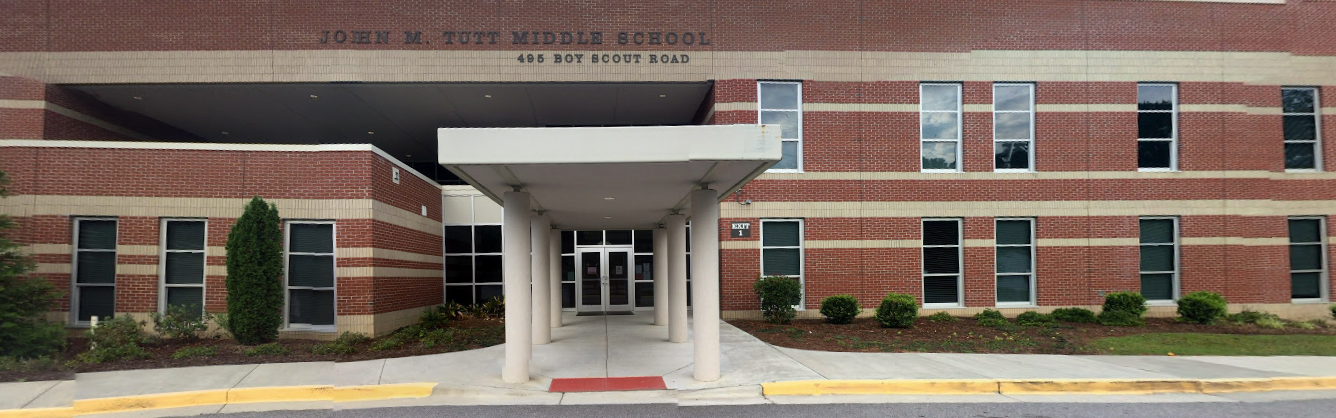 JOHN M. TUTT MIDDLE SCHOOL
495 BOY SCOUT ROAD
EXIT
1